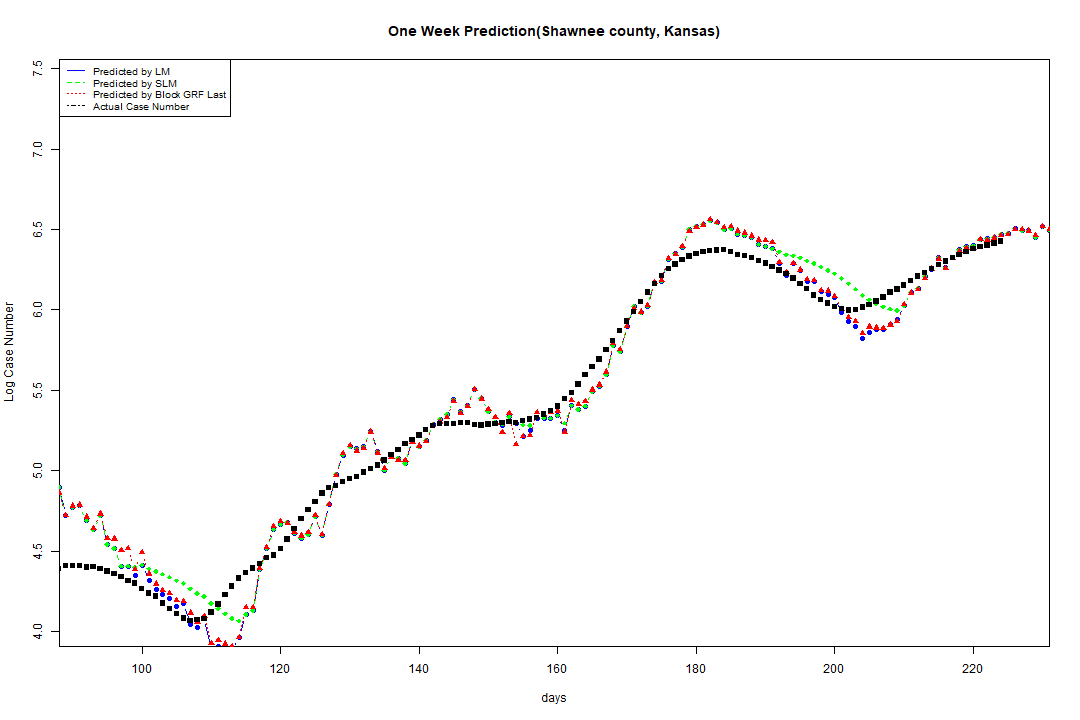 One Week Prediction(Shawnee county, Kansas)
Predicted by LM
Predicted by SLM
Predicted by Block GRF Last
Actual Case Number
7.5
7.0
6.5
6.0
5.5
5.0
4.5
4.0
Log Case Number
100 120 140 160 180 200 220
days